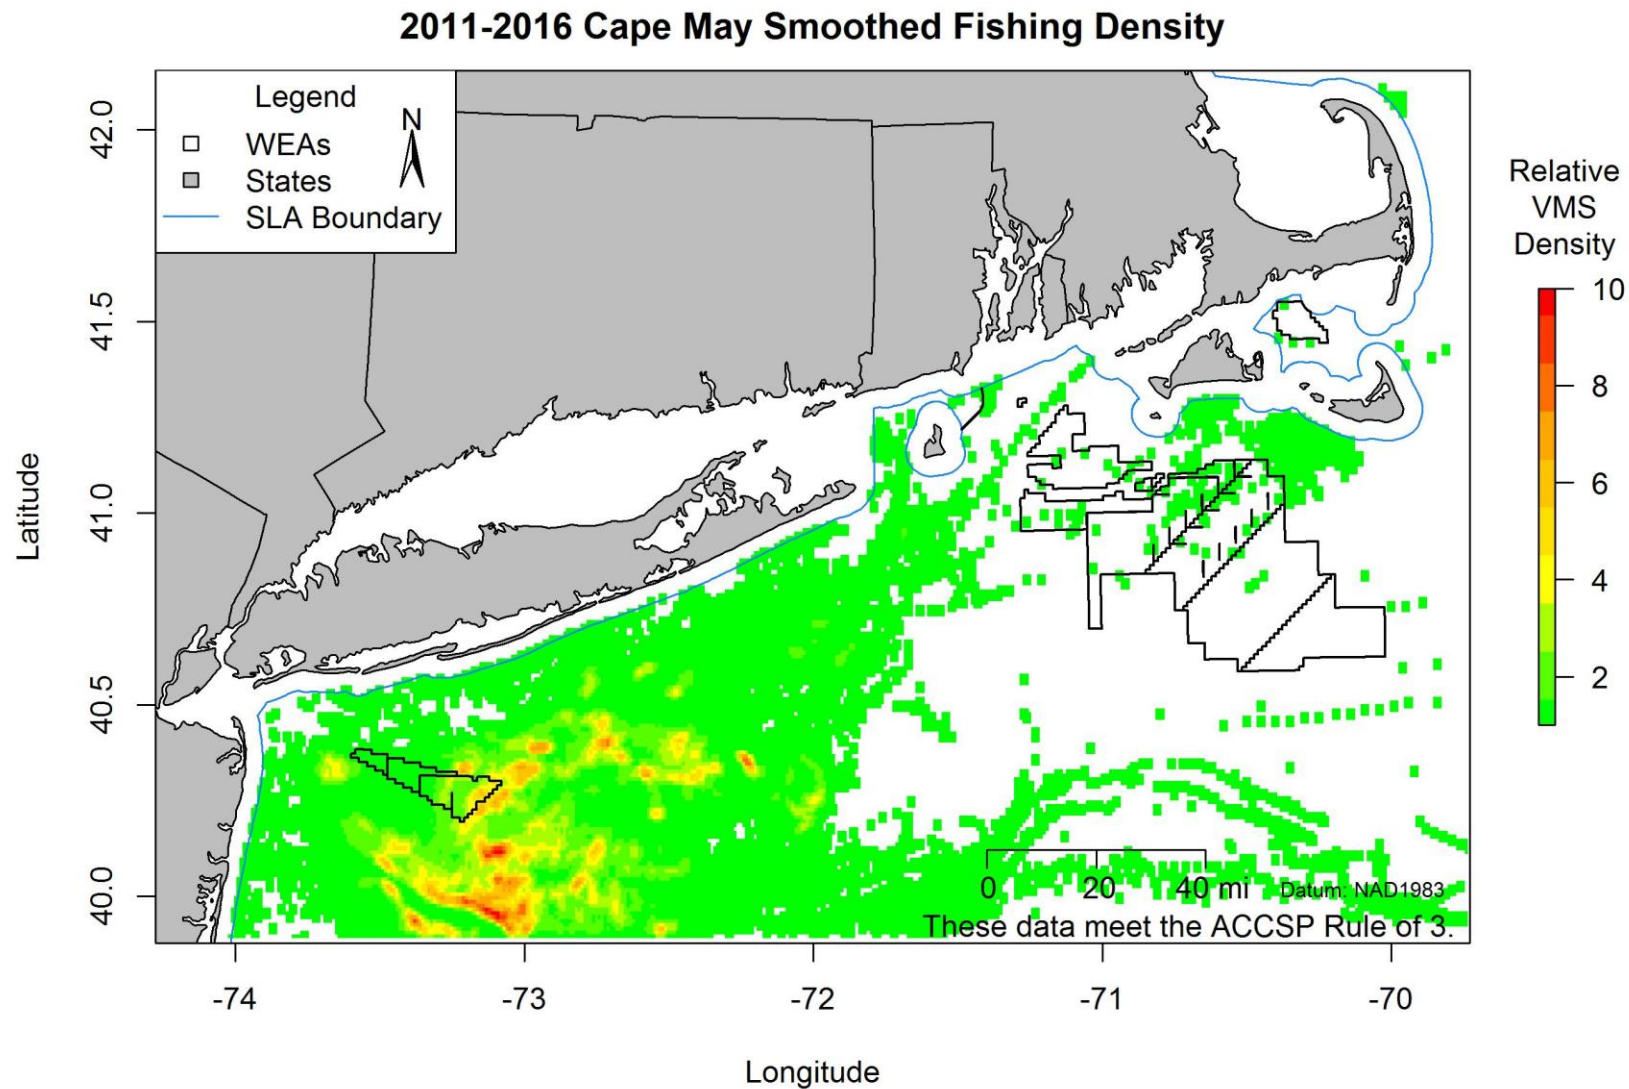 2011-2016 Cape May Smoothed Fishing Density
Legend
N
WEAs
States
SLA Boundary
Relative
VMS
Density
10
8
6
4
2
Latitude
42.0
41.5
41.0
40.5
40.0
0 20 40 mi Datum: NAD1983
These data meet the ACCSP Rule of 3.
-74 -73 -72 -71 -70
Longitude